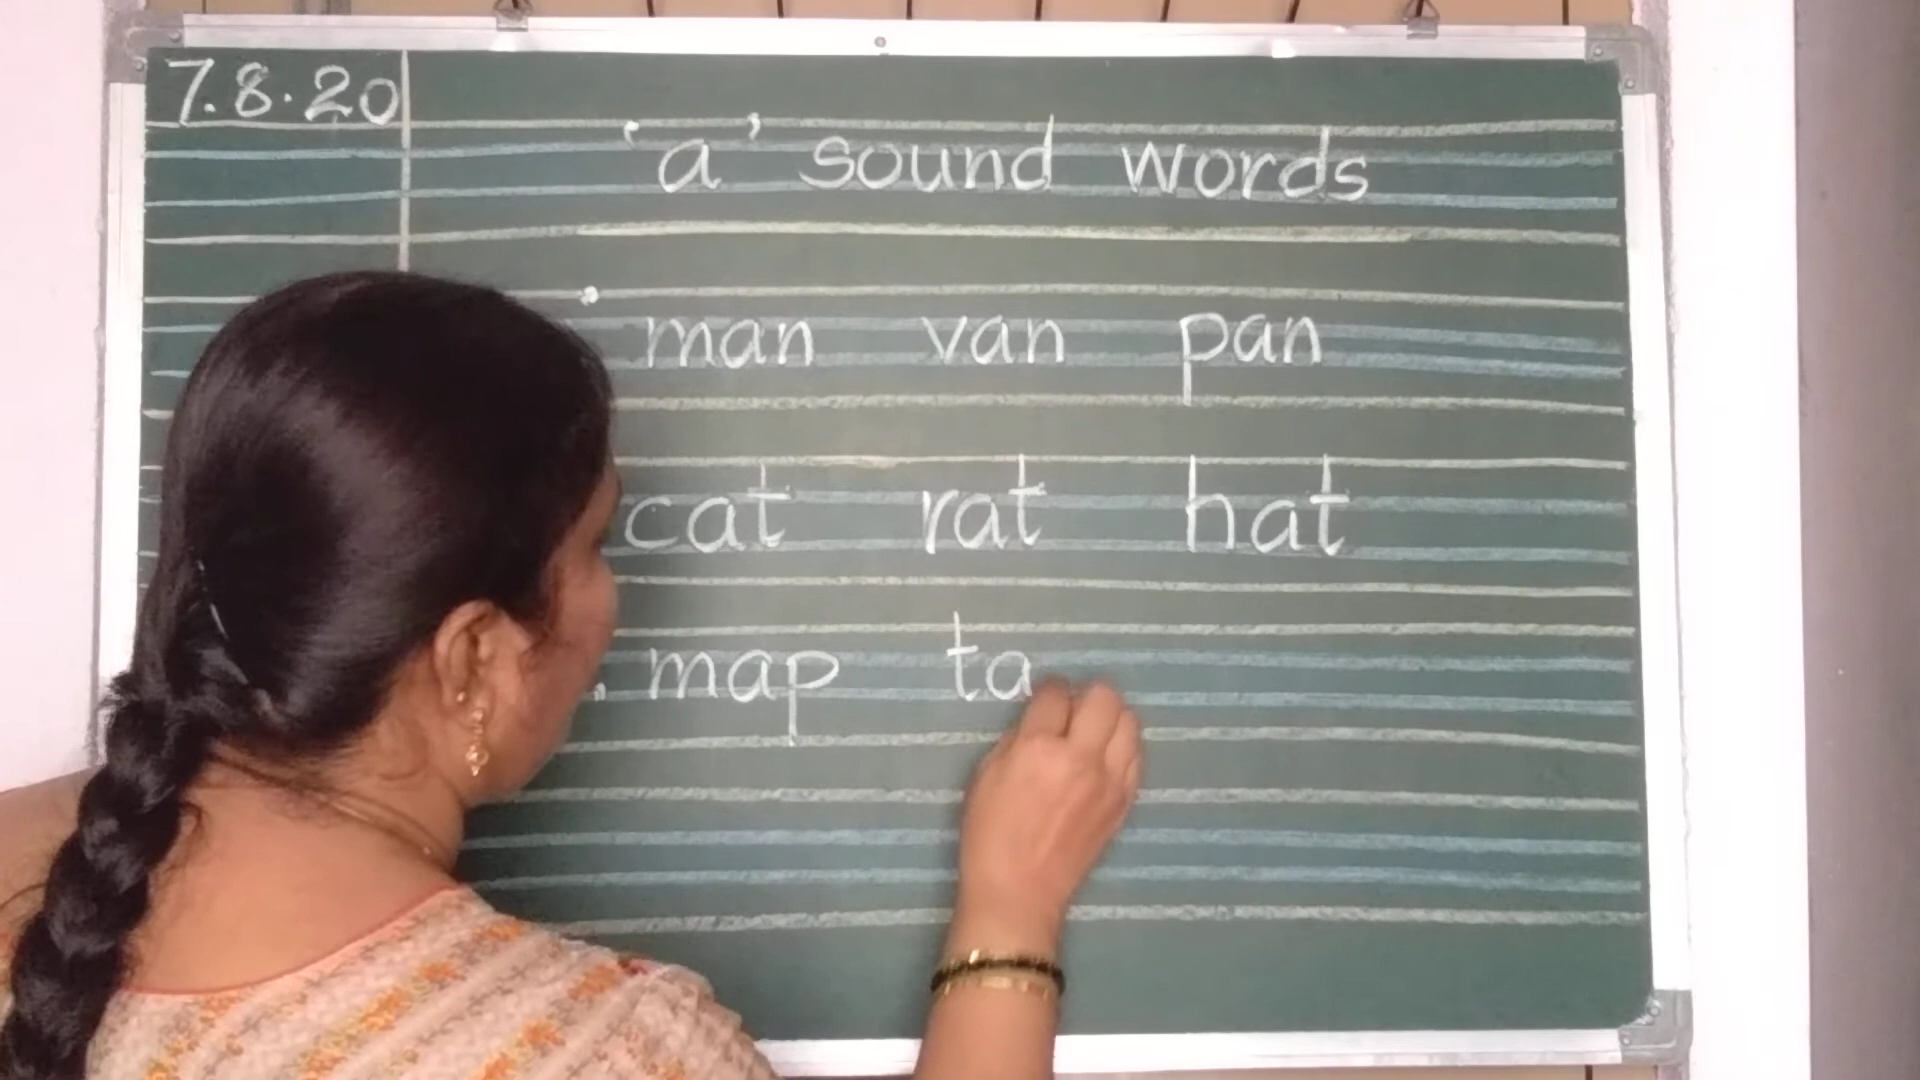 7.8.20
'a' sound words
man van pan
cat rat hat
. map ta